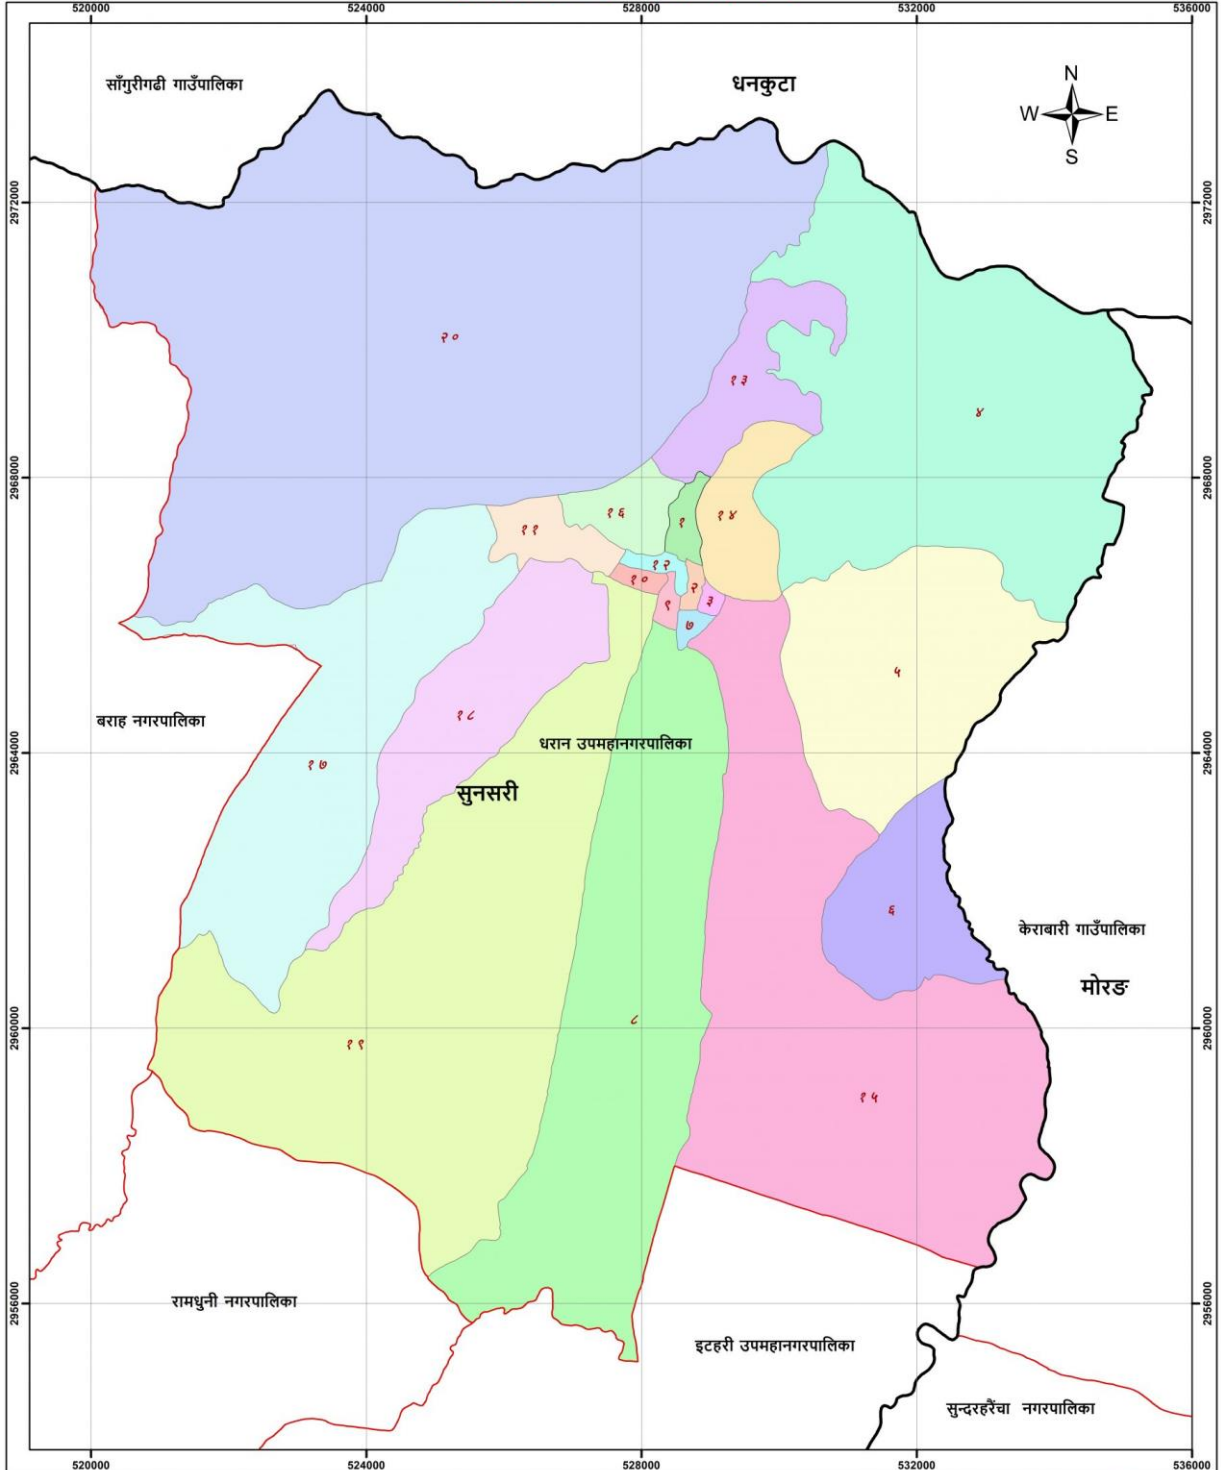 520000 524000 528000 532000 536000
साँगुरीगढी गाउँपालिका
धनकुटा
N
W E
S
2972000 2972000
२०
१३
४
2968000 2968000
१६
१
१४
११
१२
१०
२
३
९
७
५
बराह नगरपालिका
१८
धरान उपमहानगरपालिका
2964000 2964000
१७
सुनसरी
६
केराबारी गाउँपालिका
मोरङ
८
2960000 2960000
१९
१५
रामधुनी नगरपालिका
2956000 2956000
इटहरी उपमहानगरपालिका
सुन्दरहरैंचा नगरपालिका
520000 524000 528000 532000 536000